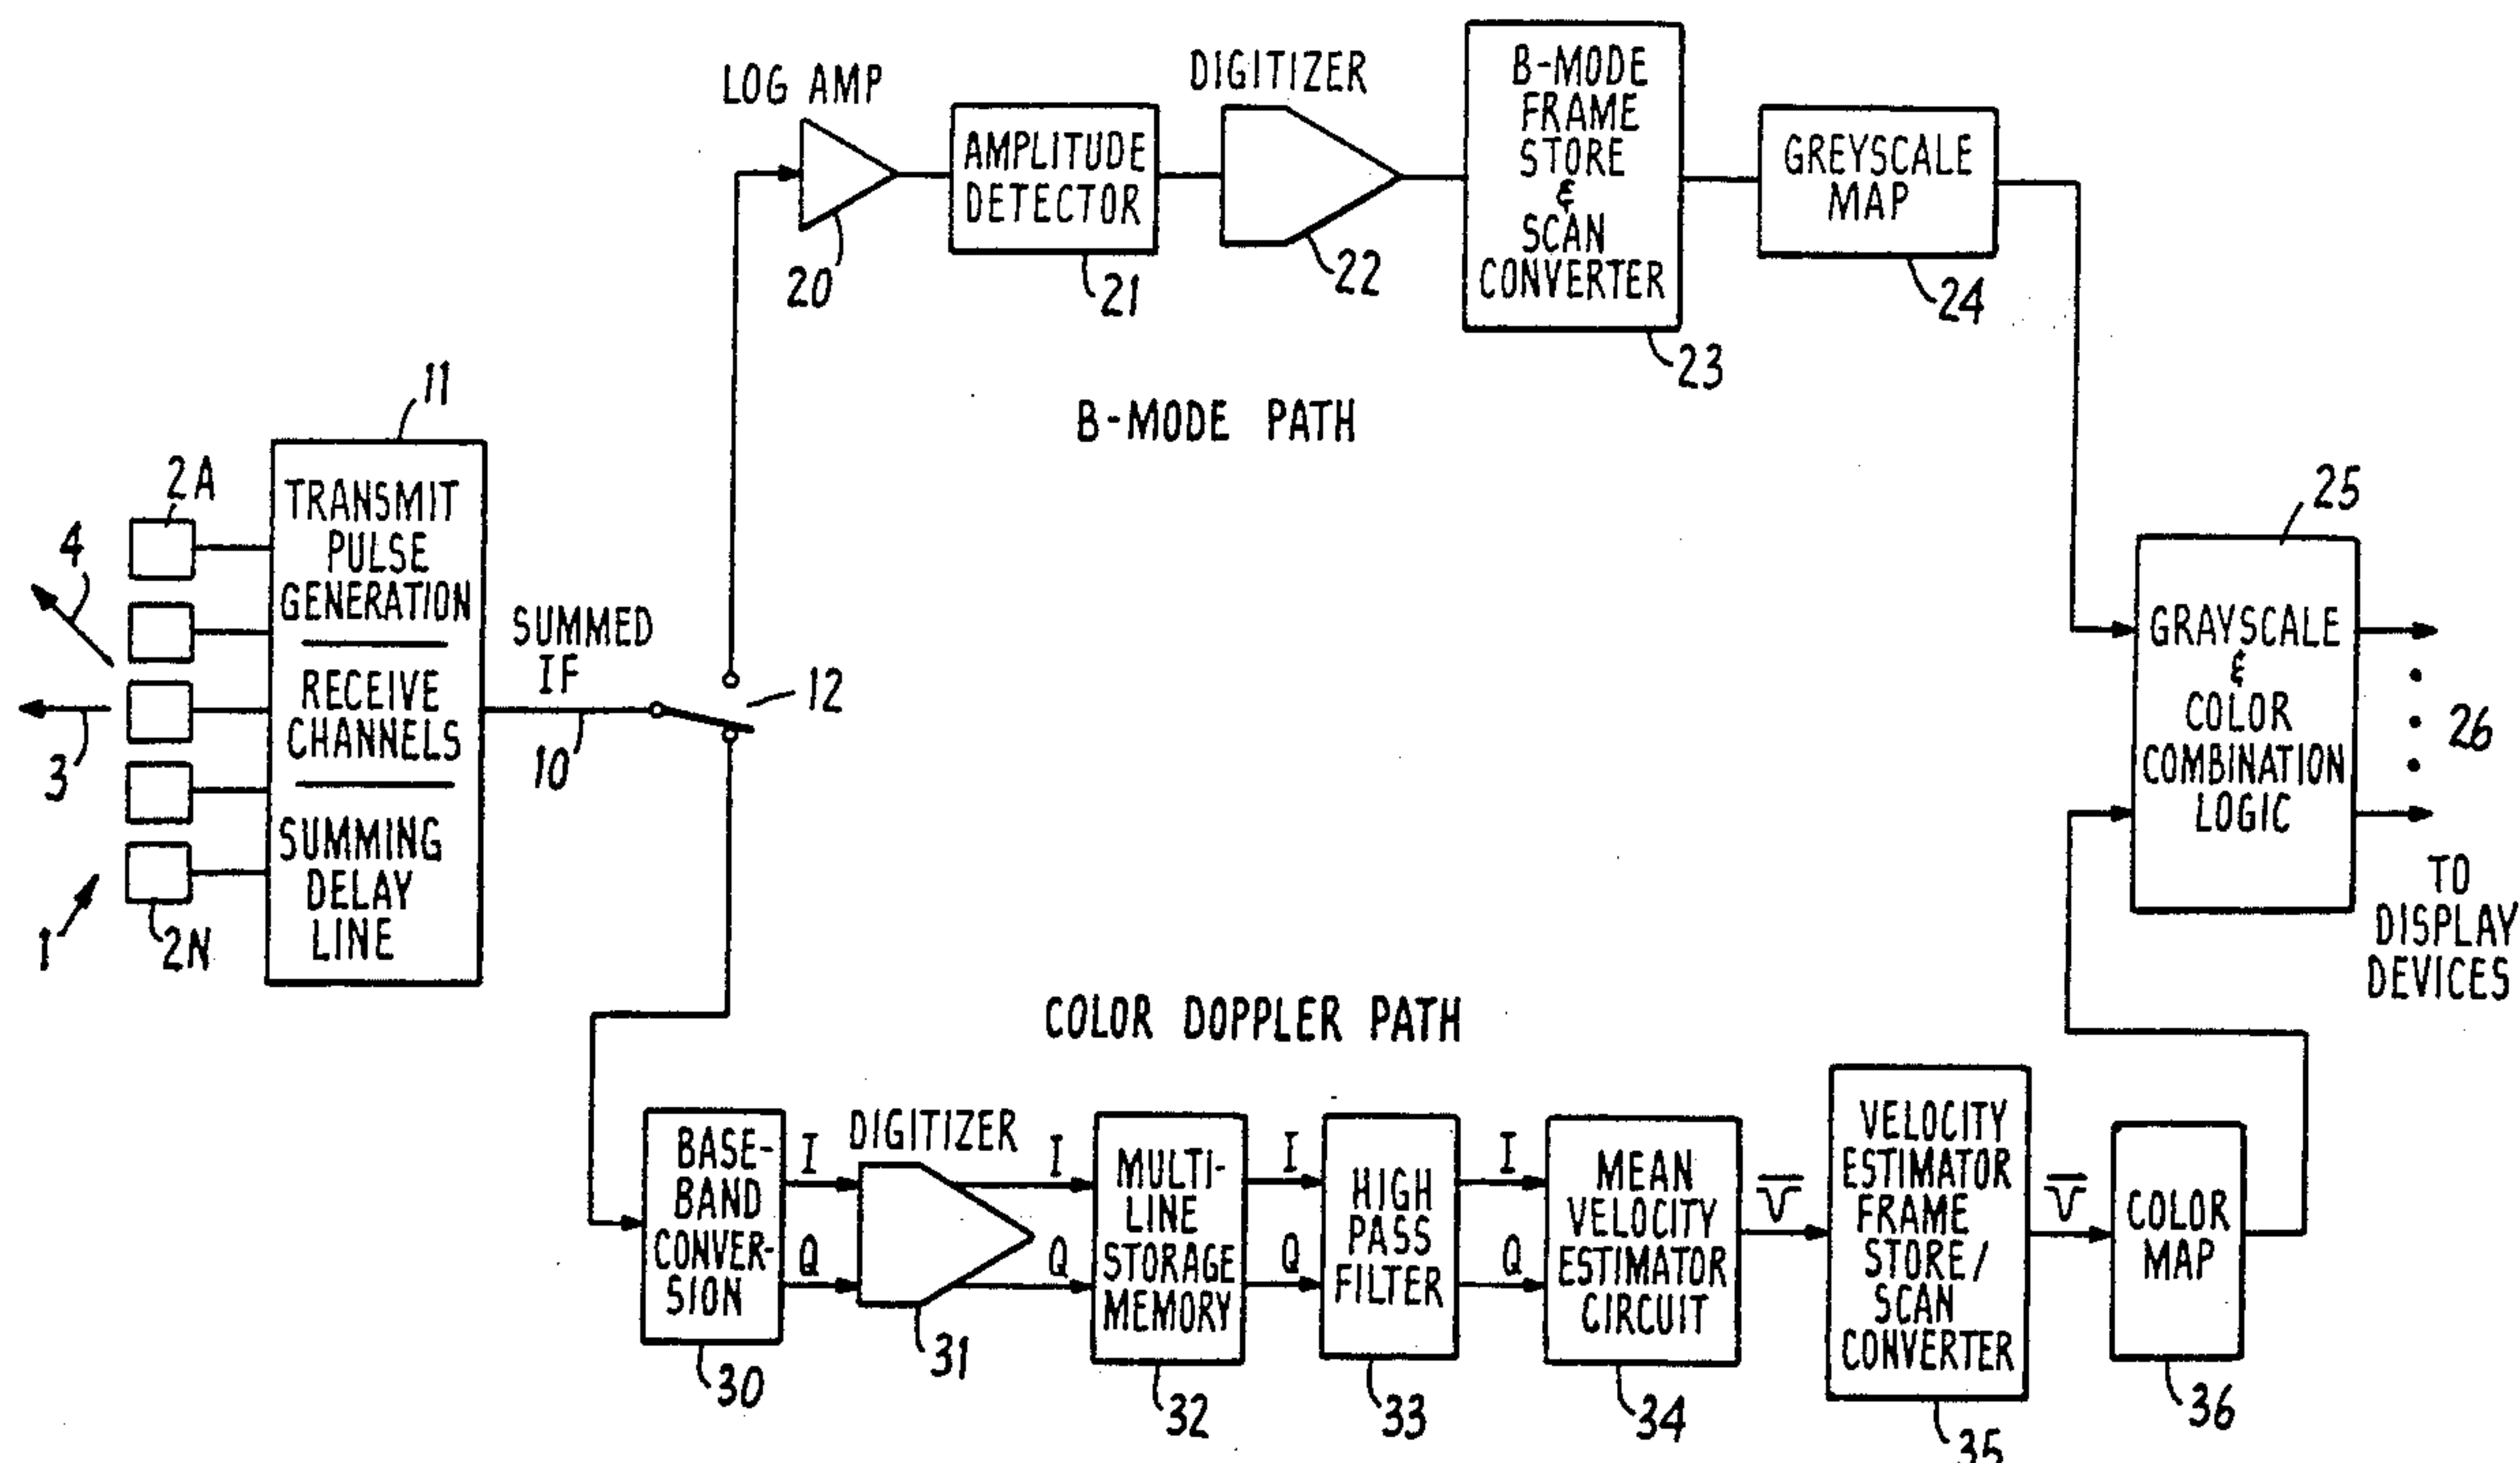 LOG AMP
20
AMPLITUDE
DETECTOR
21
DIGITIZER
22
B-MODE
FRAME
STORE
&
SCAN
CONVERTER
23
GREYSCALE
MAP
24
B-MODE PATH
11
2A
4
3
1
2N
TRANSMIT
PULSE
GENERATION
RECEIVE
CHANNELS
SUMMING
DELAY
LINE
SUMMED
IF
10
12
25
GRAYSCALE
&
COLOR
COMBINATION
LOGIC
26
TO
DISPLAY
DEVICES
COLOR DOPPLER PATH
BASE-
BAND
CONVER-
SION
30
I
Q
DIGITIZER
31
I
Q
MULTI-
LINE
STORAGE
MEMORY
32
I
Q
HIGH
PASS
FILTER
33
I
Q
MEAN
VELOCITY
ESTIMATOR
CIRCUIT
34
V̅
VELOCITY
ESTIMATOR
FRAME
STORE/
SCAN
CONVERTER
35
V̅
COLOR
MAP
36